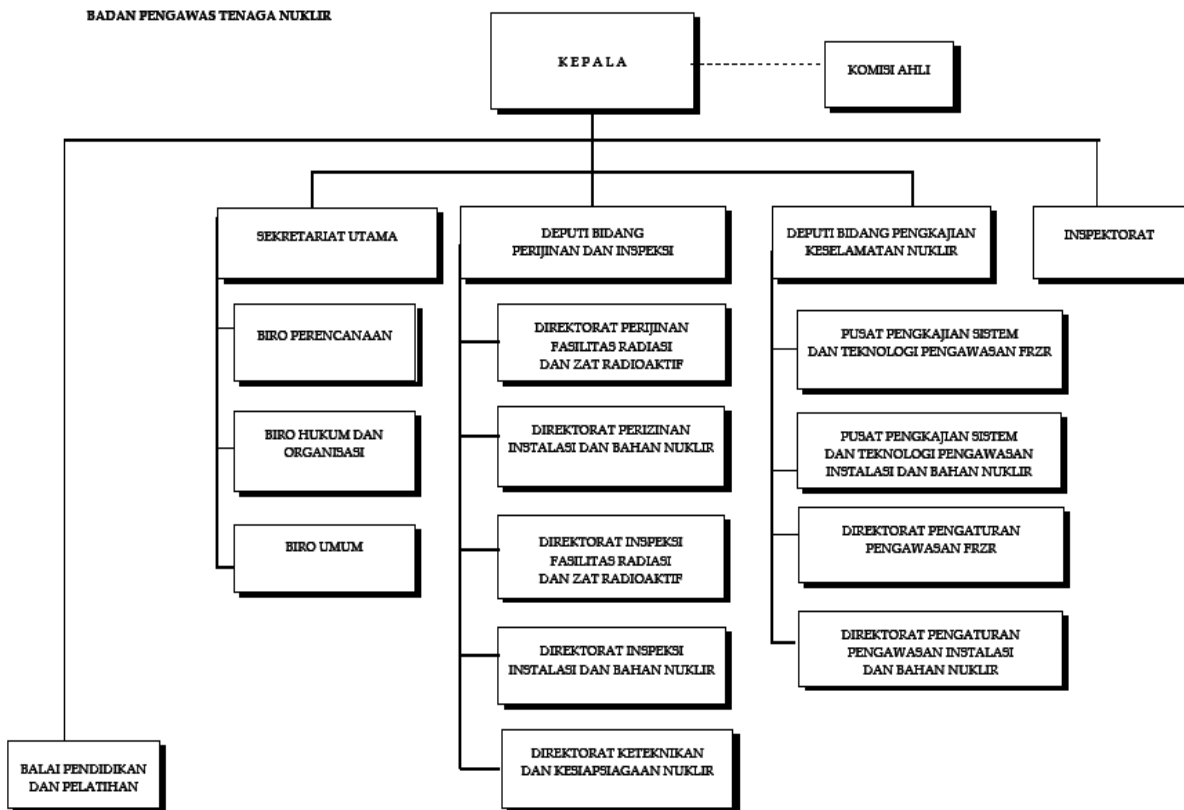 BADAN PENGAWAS TENAGA NUKLIR
K E P A L A
KOMISI AHLI
SEKRETARIAT UTAMA
DEPUTI BIDANG
PERIJINAN DAN INSPEKSI
DEPUTI BIDANG PENGKAJIAN
KESELAMATAN NUKLIR
INSPEKTORAT
BIRO PERENCANAAN
BIRO HUKUM DAN
ORGANISASI
BIRO UMUM
DIREKTORAT PERIJINAN
FASILITAS RADIASI
DAN ZAT RADIOAKTIF
DIREKTORAT PERIZINAN
INSTALASI DAN BAHAN NUKLIR
DIREKTORAT INSPEKSI
FASILITAS RADIASI
DAN ZAT RADIOAKTIF
DIREKTORAT INSPEKSI
INSTALASI DAN BAHAN NUKLIR
DIREKTORAT KETEKNIKAN
DAN KESIAPSIAGAAN NUKLIR
PUSAT PENGKAJIAN SISTEM
DAN TEKNOLOGI PENGAWASAN FRZR
PUSAT PENGKAJIAN SISTEM
DAN TEKNOLOGI PENGAWASAN
INSTALASI DAN BAHAN NUKLIR
DIREKTORAT PENGATURAN
PENGAWASAN FRZR
DIREKTORAT PENGATURAN
PENGAWASAN INSTALASI
DAN BAHAN NUKLIR
BALAI PENDIDIKAN
DAN PELATIHAN